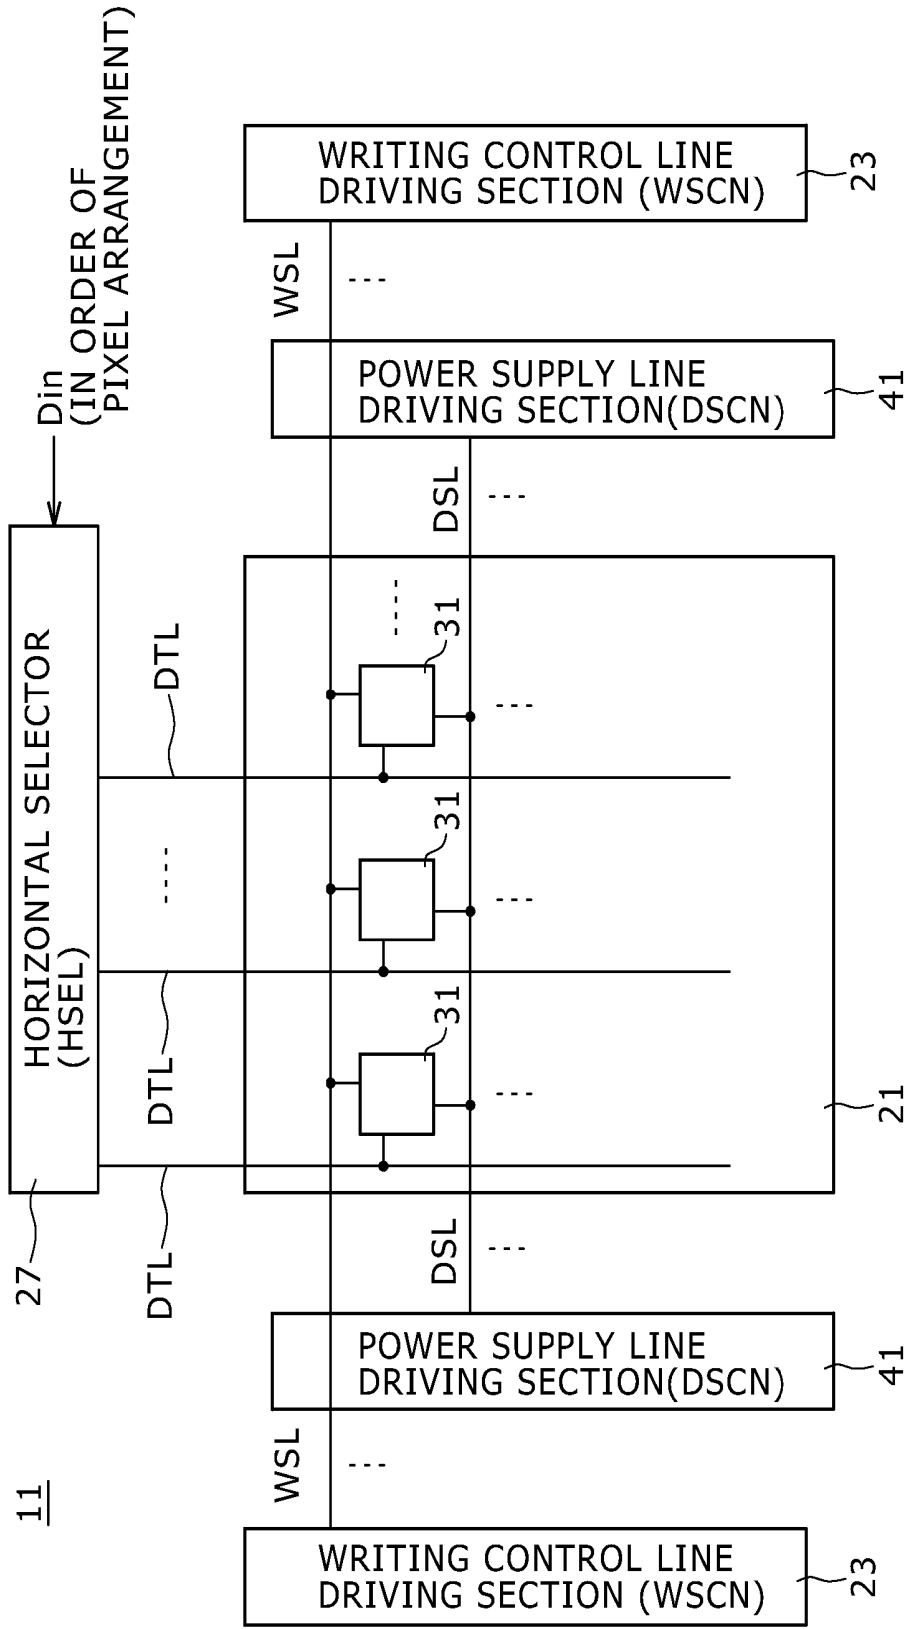 Din
(IN ORDER OF
PIXEL ARRANGEMENT)
WRITING CONTROL LINE
DRIVING SECTION (WSCN)
23
WSL
POWER SUPPLY LINE
DRIVING SECTION(DSCN)
41
DSL
HORIZONTAL SELECTOR
(HSEL)
27
DTL
DTL
DTL
31
31
31
21
DSL
POWER SUPPLY LINE
DRIVING SECTION(DSCN)
41
WSL
11
WRITING CONTROL LINE
DRIVING SECTION (WSCN)
23